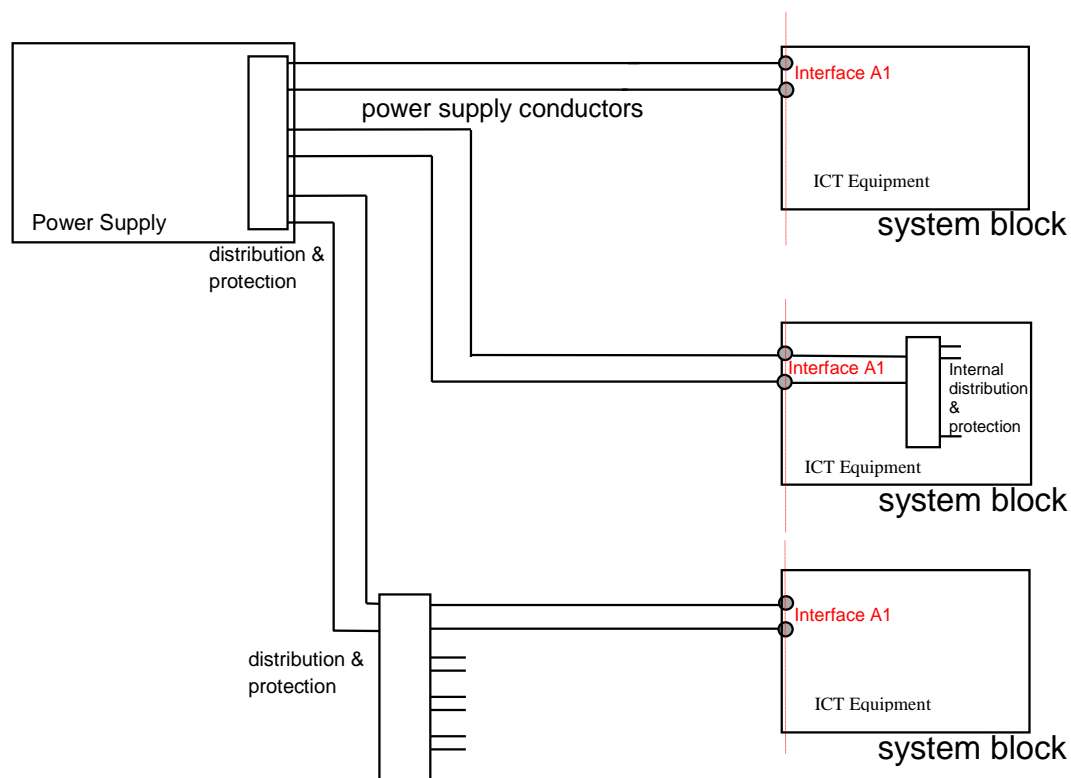 Interface A1
power supply conductors
ICT Equipment
system block
Power Supply
distribution &
protection
Interface A1
Internal
distribution
&
protection
ICT Equipment
system block
Interface A1
distribution &
protection
ICT Equipment
system block